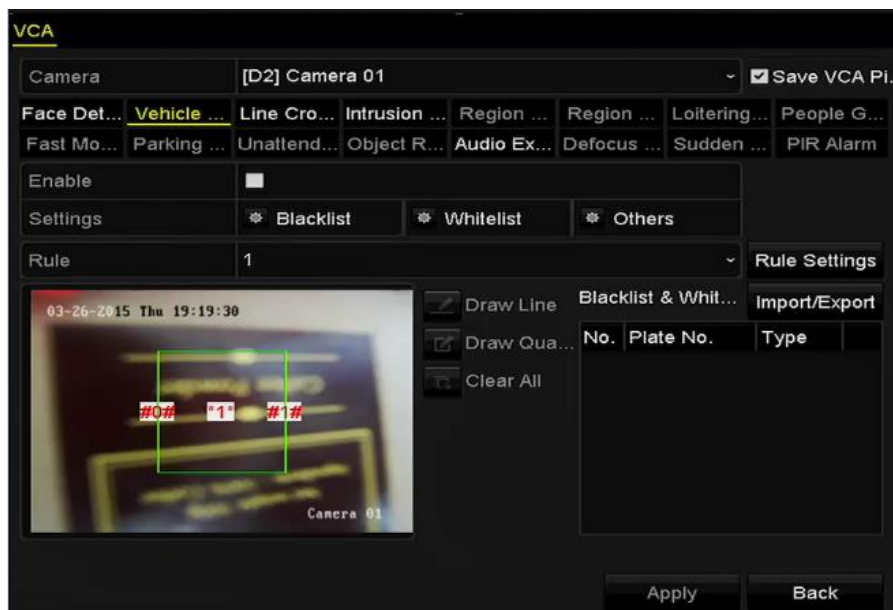 VCA
Camera [D2] Camera 01 Save VCA Pi.
Face Det... Vehicle ... Line Cro... Intrusion ... Region ... Region ... Loitering... People G...
Fast Mo... Parking ... Unattend... Object R... Audio Ex... Defocus ... Sudden ... PIR Alarm
Enable
Settings Blacklist Whitelist Others
Rule 1 Rule Settings
03-26-2015 Thu 19:19:30
#0# *1* #1#
Camera 01
Draw Line
Draw Qua...
Clear All
Blacklist & Whit... Import/Export
No. Plate No. Type
Apply Back